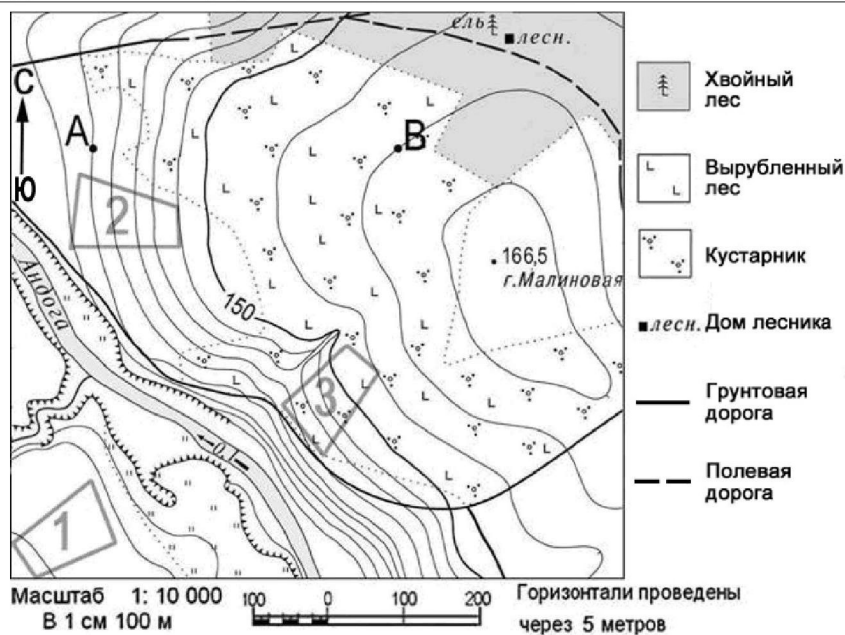 ель
лесн.
С
А
В
Ю
2
166,5
г.Малиновая
Андога
150
3
0,1
1
Хвойный
лес
Вырубленный
лес
Кустарник
лесн. Дом лесника
Грунтовая
дорога
Полевая
дорога
Масштаб 1: 10 000
В 1 см 100 м
100 0 100 200
Горизонтали проведены
через 5 метров